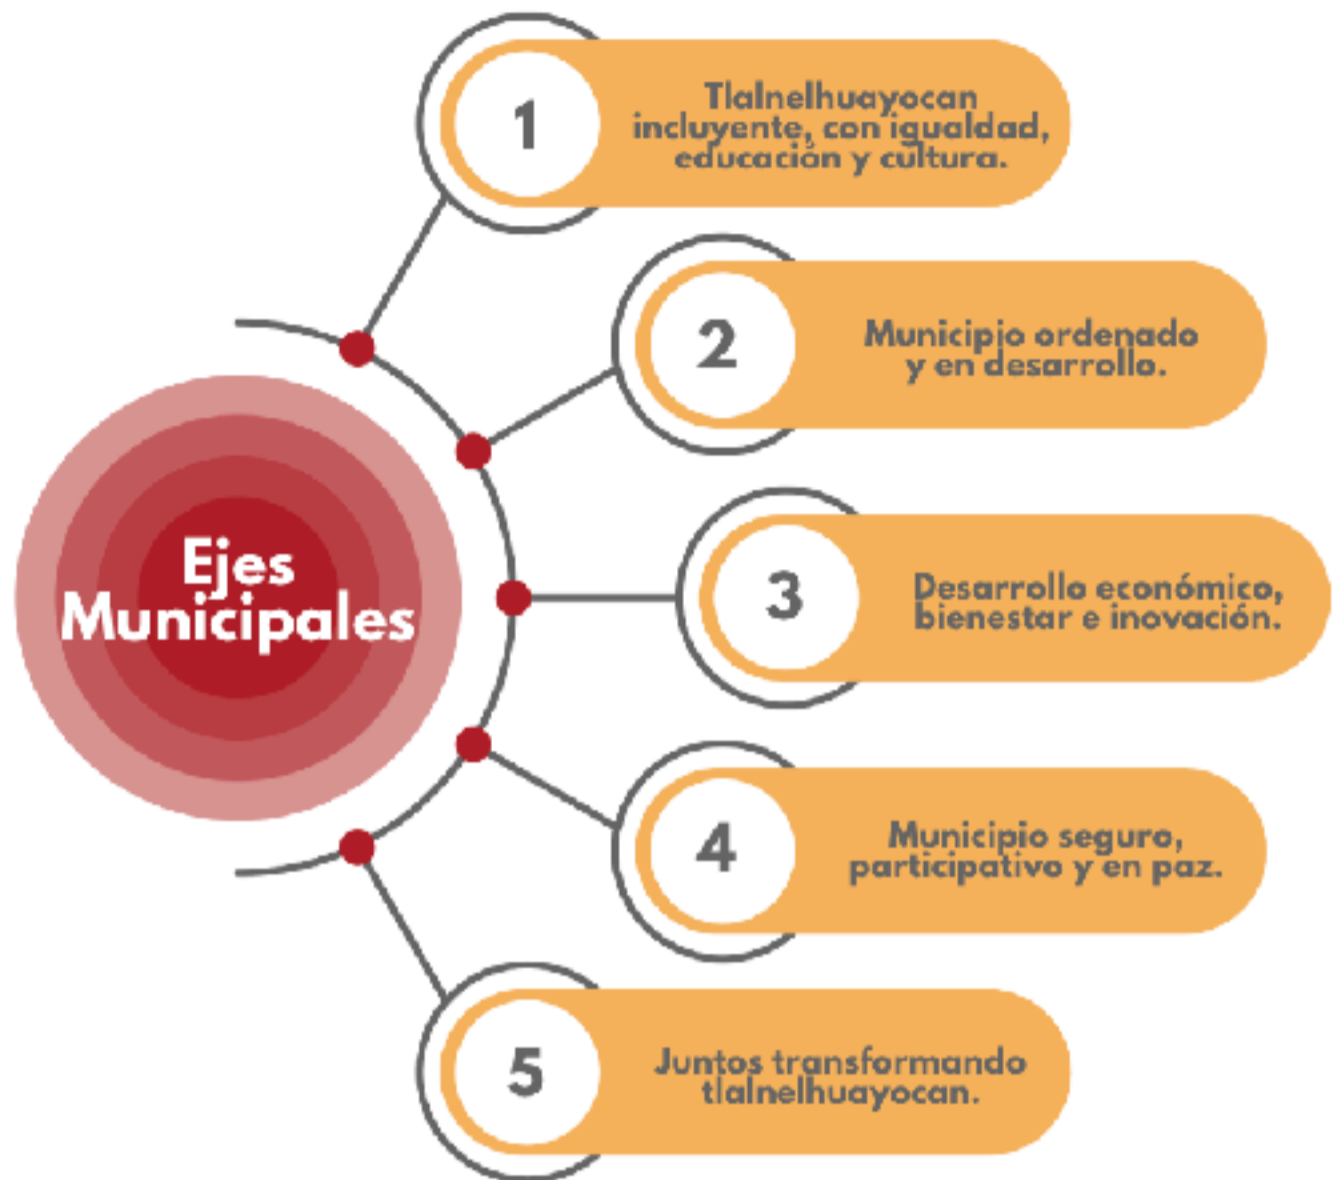 Ejes
Municipales
1
Tlalnelhuayocan
incluyente, con igualdad,
educación y cultura.
2
Municipio ordenado
y en desarrollo.
3
Desarrollo económico,
bienestar e inovación.
4
Municipio seguro,
participativo y en paz.
5
Juntos transformando
tlalnelhuayocan.